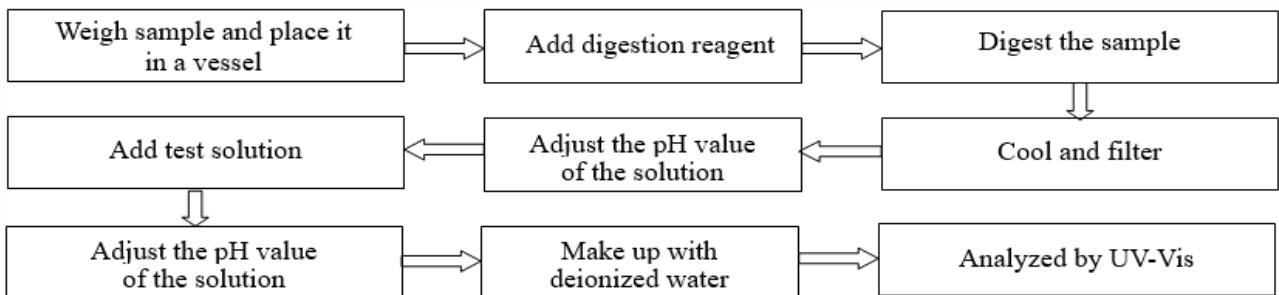 Weigh sample and place it
in a vessel
Add digestion reagent
Digest the sample
Cool and filter
Adjust the pH value
of the solution
Add test solution
Adjust the pH value
of the solution
Make up with
deionized water
Analyzed by UV-Vis